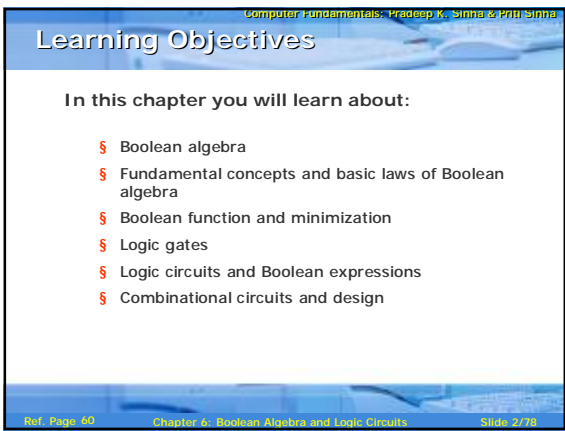 Computer Fundamentals: Pradeep K. Sinha & Priti Sinha
Learning Objectives
In this chapter you will learn about:
§ Boolean algebra
§ Fundamental concepts and basic laws of Boolean
algebra
§ Boolean function and minimization
§ Logic gates
§ Logic circuits and Boolean expressions
§ Combinational circuits and design
Ref. Page 60 Chapter 6: Boolean Algebra and Logic Circuits Slide 2/78